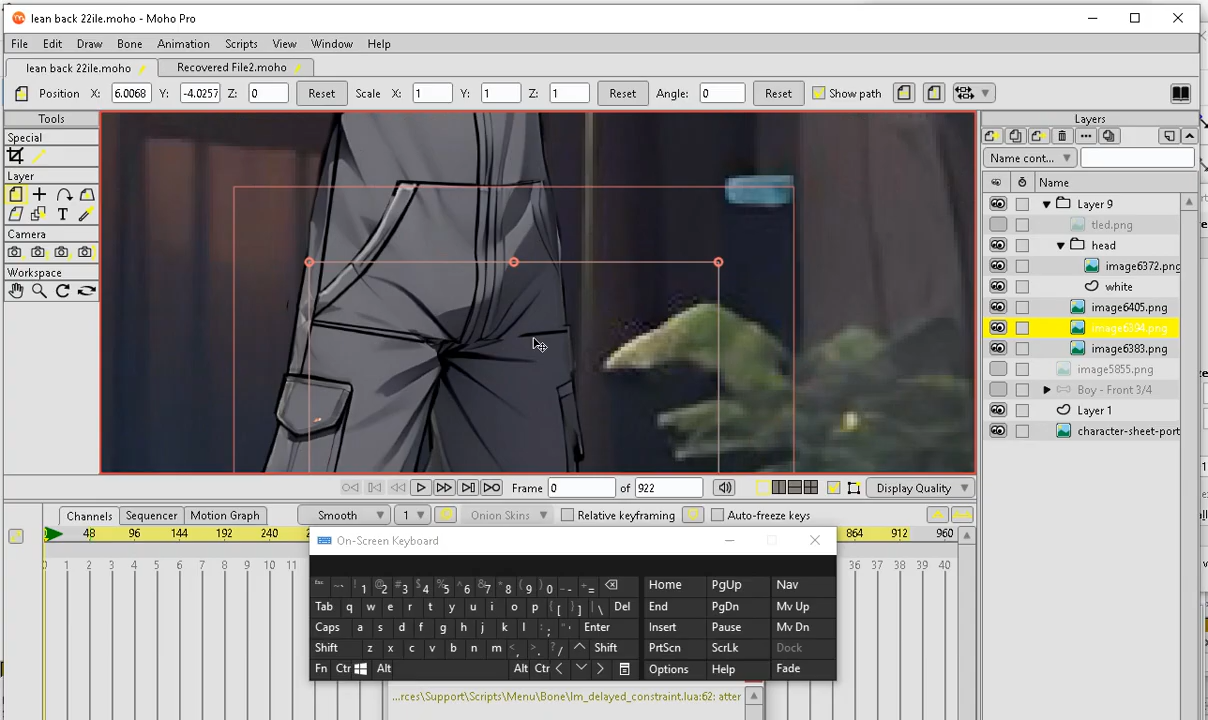 lean back 22ile.moho - Moho Pro
File Edit Draw Bone Animation Scripts View Window Help
lean back 22ile.moho Recovered File2.moho
Position X: 6.0068 Y: -4.0257 Z: 0 Reset Scale X: 1 Y: 1 Z: 1 Reset Angle: 0 Reset Show path
Tools
Special
Layer
Camera
Workspace
Layers
Name cont...
Name
Layer 9
tled.png
head
image6372.png
white
image6405.png
image6394.png
image6383.png
image5855.png
Boy - Front 3/4
Layer 1
character-sheet-port
Frame 0 of 922 Display Quality
Channels Sequencer Motion Graph Smooth 1 Onion Skins Relative keyframing Auto-freeze keys
0 48 96 144 192 240 864 912 960
0 1 2 3 4 5 6 7 8 9 10 11 36 37 38 39 40
On-Screen Keyboard
Home PgUp Nav
Tab q w e r t y u i o p [ ] \ Del End PgDn Mv Up
Caps a s d f g h j k l ; ' Enter Insert Pause Mv Dn
Shift z x c v b n m , . / Shift PrtScn ScrLk Dock
Fn Ctr Alt Alt Ctr Options Help Fade
...rces\Support\Scripts\Menu\Bone\lm_delayed_constraint.lua:62: atter